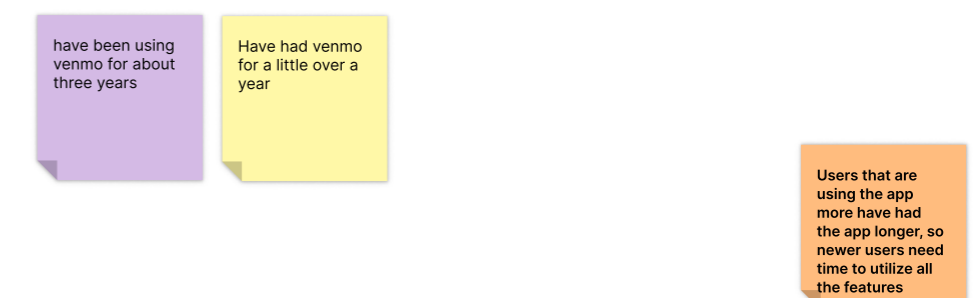 have been using
venmo for about
three years
Have had venmo
for a little over a
year
Users that are
using the app
more have had
the app longer, so
newer users need
time to utilize all
the features